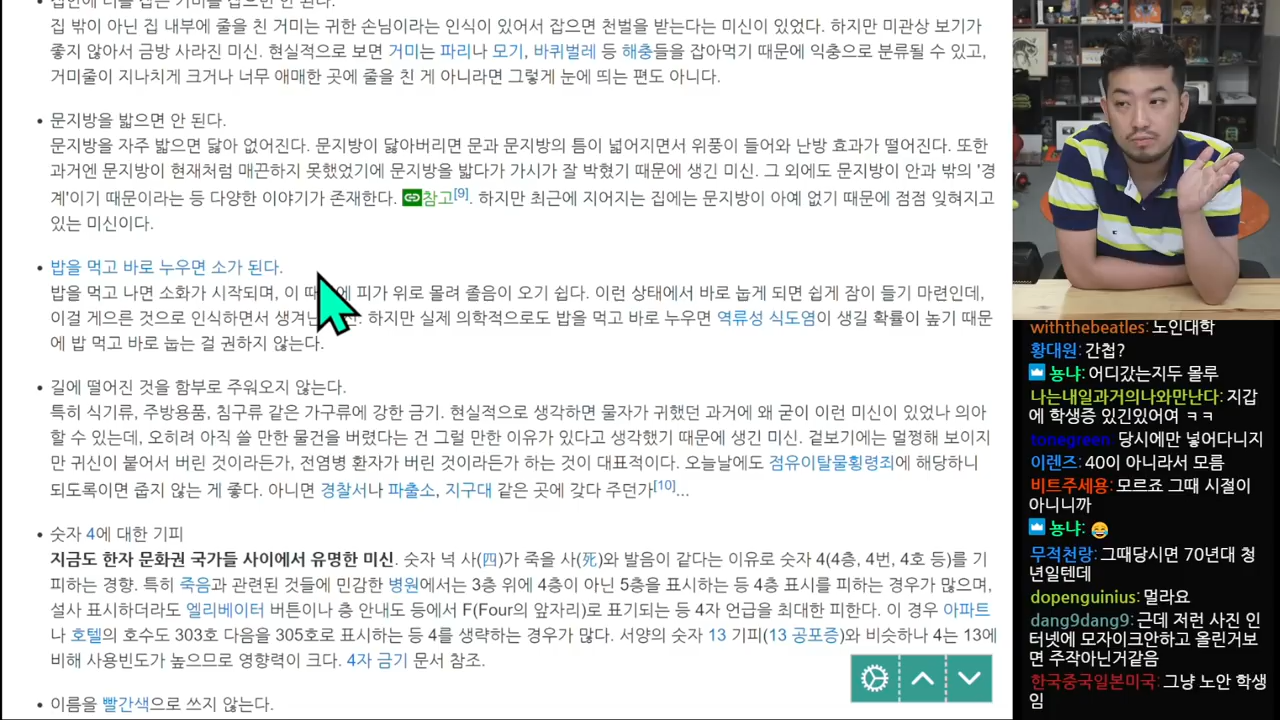 집 밖이 아닌 집 내부에 줄을 친 거미는 귀한 손님이라는 인식이 있어서 잡으면 천벌을 받는다는 미신이 있었다. 하지만 미관상 보기가
좋지 않아서 금방 사라진 미신. 현실적으로 보면 거미는 파리나 모기, 바퀴벌레 등 해충들을 잡아먹기 때문에 익충으로 분류될 수 있고,
거미줄이 지나치게 크거나 너무 애매한 곳에 줄을 친 게 아니라면 그렇게 눈에 띄는 편도 아니다.
• 문지방을 밟으면 안 된다.
문지방을 자주 밟으면 닳아 없어진다. 문지방이 닳아버리면 문과 문지방의 틈이 넓어지면서 위풍이 들어와 난방 효과가 떨어진다. 또한
과거엔 문지방이 현재처럼 매끈하지 못했었기에 문지방을 밟다가 가시가 잘 박혔기 때문에 생긴 미신. 그 외에도 문지방이 안과 밖의 '경
계'이기 때문이라는 등 다양한 이야기가 존재한다. 참고[9]. 하지만 최근에 지어지는 집에는 문지방이 아예 없기 때문에 점점 잊혀지고
있는 미신이다.
• 밥을 먹고 바로 누우면 소가 된다.
밥을 먹고 나면 소화가 시작되며, 이 피가 위로 몰려 졸음이 오기 쉽다. 이런 상태에서 바로 눕게 되면 쉽게 잠이 들기 마련인데,
이걸 게으른 것으로 인식하면서 하지만 실제 의학적으로도 밥을 먹고 바로 누우면 역류성 식도염이 생길 확률이 높기 때문
에 밥 먹고 바로 눕는 걸 권하지 않는다.
• 길에 떨어진 것을 함부로 주워오지 않는다.
특히 식기류, 주방용품, 침구류 같은 가구류에 강한 금기. 현실적으로 생각하면 물자가 귀했던 과거에 왜 굳이 이런 미신이 있었나 의아
할 수 있는데, 오히려 아직 쓸 만한 물건을 버렸다는 건 그럴 만한 이유가 있다고 생각했기 때문에 생긴 미신. 겉보기에는 멀쩡해 보이지
만 귀신이 붙어서 버린 것이라든가, 전염병 환자가 버린 것이라든가 하는 것이 대표적이다. 오늘날에도 점유이탈물횡령죄에 해당하니
되도록이면 줍지 않는 게 좋다. 아니면 경찰서나 파출소, 지구대 같은 곳에 갖다 주던가[10]...
• 숫자 4에 대한 기피
지금도 한자 문화권 국가들 사이에서 유명한 미신. 숫자 넉 사(四)가 죽을 사(死)와 발음이 같다는 이유로 숫자 4(4층, 4번, 4호 등)를 기
피하는 경향. 특히 죽음과 관련된 것들에 만연한 병원에서는 3층 위에 4층이 아닌 5층을 표시하는 등 4층 표시를 피하는 경우가 많으며,
설사 표시하더라도 엘리베이터 버튼이나 층 안내도 등에서 F(Four의 앞자리)로 표기되는 등 4자 언급을 최대한 피한다. 이 경우 아파트
나 호텔의 호수도 303호 다음을 305호로 표시하는 등 4를 생략하는 경우가 많다. 서양의 숫자 13 기피(13 공포증)와 비슷하나 4는 13에
비해 사용빈도가 높으므로 영향력이 크다. 4자 금기 문서 참조.
• 이름을 빨간색으로 쓰지 않는다.
withthebeatles: 노인대학
황대원: 간첩?
뇽냐: 어디갔는지두 몰루
나는내일과거의나와만난다: 지갑
에 학생증 있긴있어여 ㅋㅋ
tonegreen: 당시에만 넣어다니지
이렌즈: 40이 아니라서 모름
비트주세용: 모르죠 그때 시절이
아니니까
뇽냐: 😂
무적천랑: 그때당시면 70년대 청
년일텐데
dopenguinius: 멀라요
dang9dang9: 근데 저런 사진 인
터넷에 모자이크안하고 올린거보
면 주작아닌거같음
한국중국일본미국: 그냥 노안 학생
임